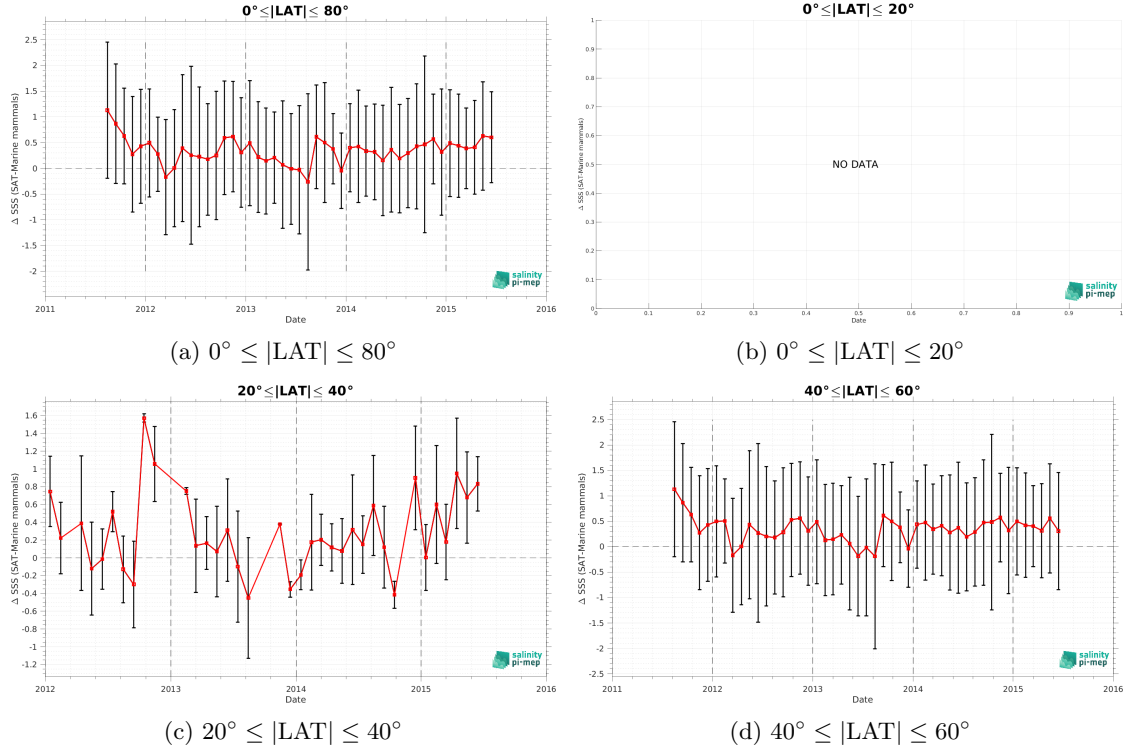 0°≤|LAT|≤ 80°
Δ SSS (SAT-Marine mammals)
2.5
2
1.5
1
0.5
0
-0.5
-1
-1.5
-2
2011 2012 2013 2014 2015 2016
Date
salinity
pi-mep
(a) 0° ≤ |LAT| ≤ 80°
0°≤|LAT|≤ 20°
Δ SSS (SAT-Marine mammals)
1
0.9
0.8
0.7
0.6
0.5
0.4
0.3
0.2
0.1
0
NO DATA
0 0.1 0.2 0.3 0.4 0.5 0.6 0.7 0.8 0.9 1
Date
salinity
pi-mep
(b) 0° ≤ |LAT| ≤ 20°
20°≤|LAT|≤ 40°
Δ SSS (SAT-Marine mammals)
1.6
1.4
1.2
1
0.8
0.6
0.4
0.2
0
-0.2
-0.4
-0.6
-0.8
-1
-1.2
2012 2013 2014 2015 2016
Date
salinity
pi-mep
(c) 20° ≤ |LAT| ≤ 40°
40°≤|LAT|≤ 60°
Δ SSS (SAT-Marine mammals)
2.5
2
1.5
1
0.5
0
-0.5
-1
-1.5
-2
-2.5
2011 2012 2013 2014 2015 2016
Date
salinity
pi-mep
(d) 40° ≤ |LAT| ≤ 60°